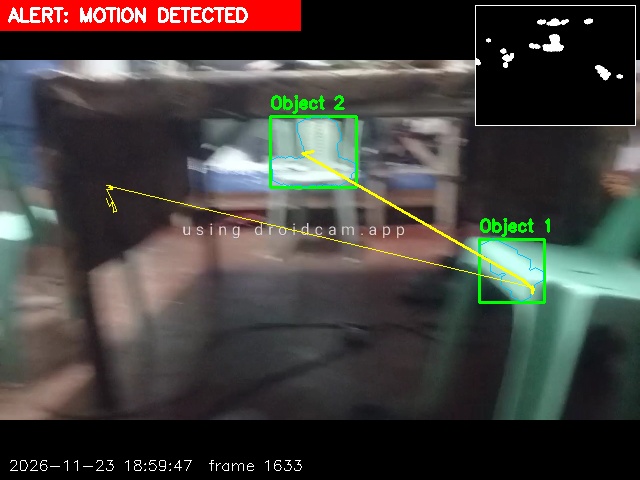 ALERT: MOTION DETECTED
Object 2
using droidcam.app
Object 1
2026-11-23 18:59:47 frame 1633